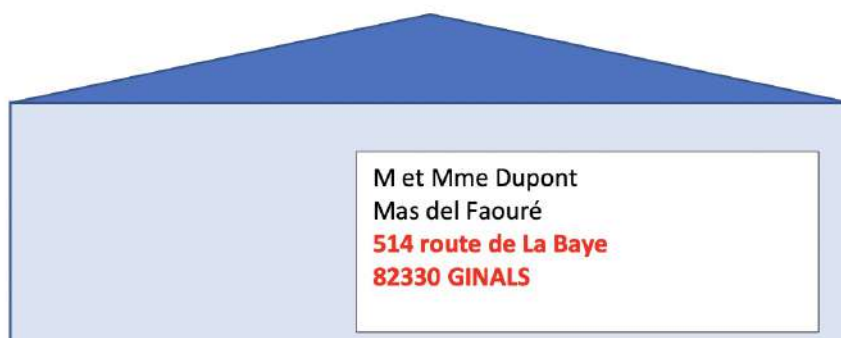 M et Mme Dupont
Mas del Faouré
514 route de La Baye
82330 GINALS